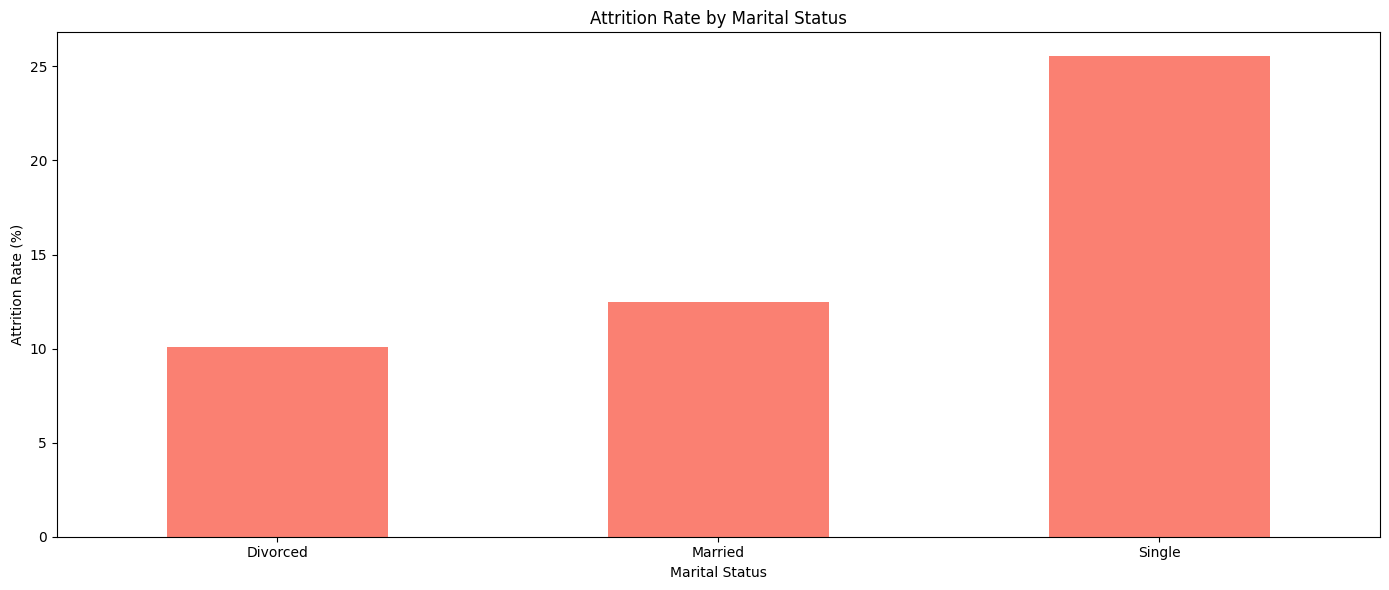 Attrition Rate by Marital Status
25
20
15
10
5
0
Attrition Rate (%)
Divorced
Married
Single
Marital Status